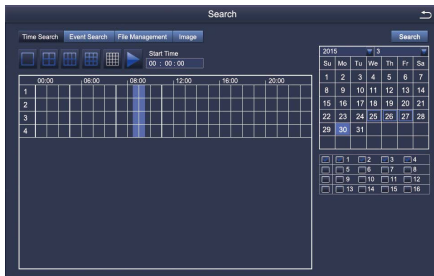 Search
Time Search Event Search File Management Image Search
Start Time
00 : 00 : 00
2015 3
Su Mo Tu We Th Fr Sa
1 2 3 4 5 6 7
8 9 10 11 12 13 14
15 16 17 18 19 20 21
22 23 24 25 26 27 28
29 30 31
00:00 06:00 08:00 12:00 16:00 20:00
1
2
3
4
1 2 3 4
5 6 7 8
9 10 11 12
13 14 15 16